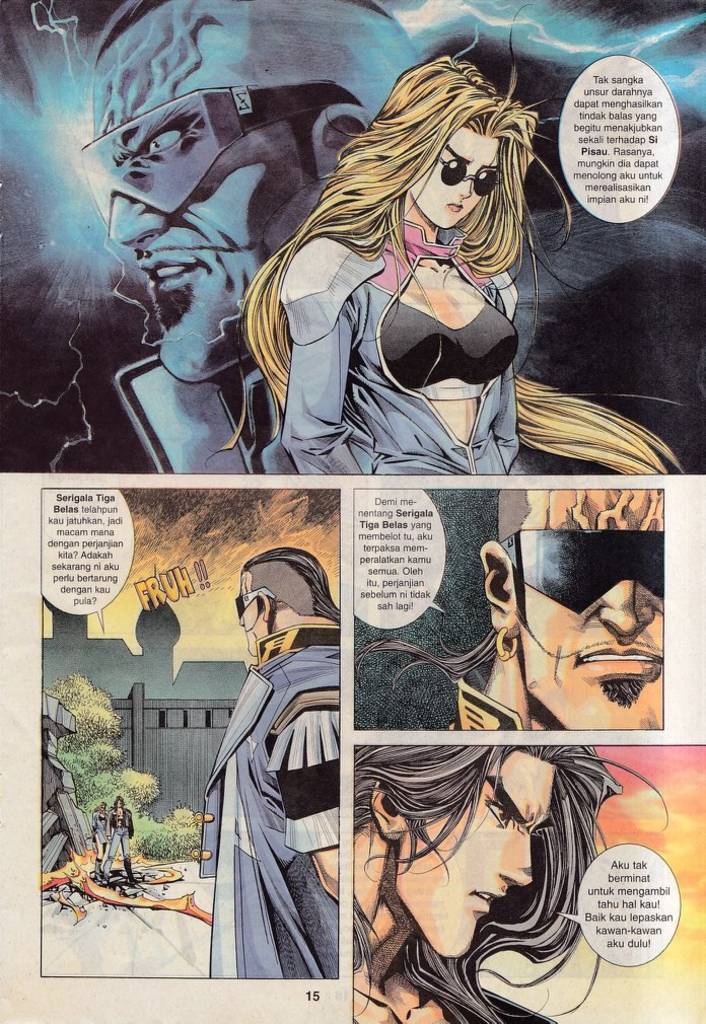 Tak sangka
unsur darahnya
dapat menghasilkan
tindak balas yang
begitu menakjubkan
sekali terhadap Si
Pisau. Rasanya,
mungkin dia dapat
menolong aku untuk
merealisasikan
impian aku ni!
Serigala Tiga
Belas telahpun
kau jatuhkan, jadi
macam mana
dengan perjanjian
kita? Adakah
sekarang ni aku
perlu bertarung
dengan kau
pula?
FRUH!!
Demi me-
nentang Serigala
Tiga Belas yang
membelot tu, aku
terpaksa mem-
peralatkan kamu
semua. Oleh
itu, perjanjian
sebelum ni tidak
sah lagi!
Aku tak
berminat
untuk mengambil
tahu hal kau!
Baik kau lepaskan
kawan-kawan
aku dulu!
15